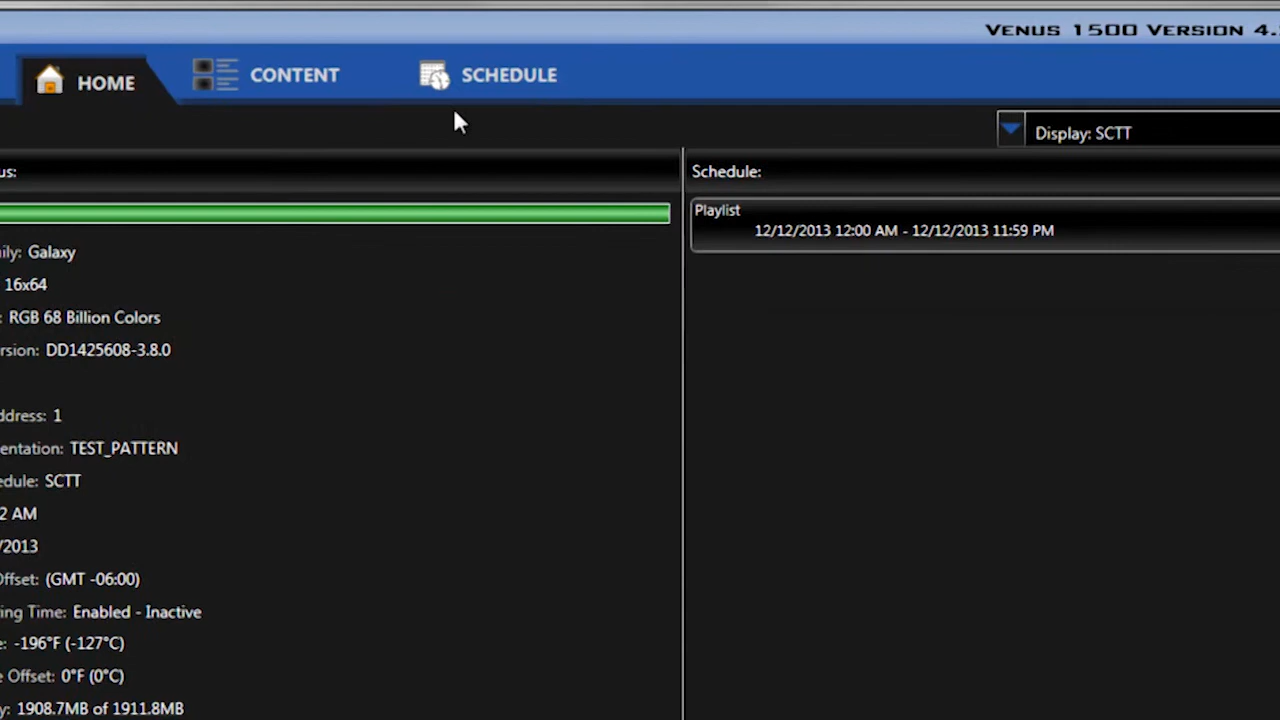 VENUS 1500 VERSION 4.
HOME
CONTENT
SCHEDULE
Display: SCTT
us:
ily: Galaxy
16x64
: RGB 68 Billion Colors
rsion: DD1425608-3.8.0
ddress: 1
entation: TEST_PATTERN
edule: SCTT
2 AM
/2013
Offset: (GMT -06:00)
ing Time: Enabled - Inactive
e: -196°F (-127°C)
e Offset: 0°F (0°C)
y: 1908.7MB of 1911.8MB
Schedule:
Playlist
12/12/2013 12:00 AM - 12/12/2013 11:59 PM